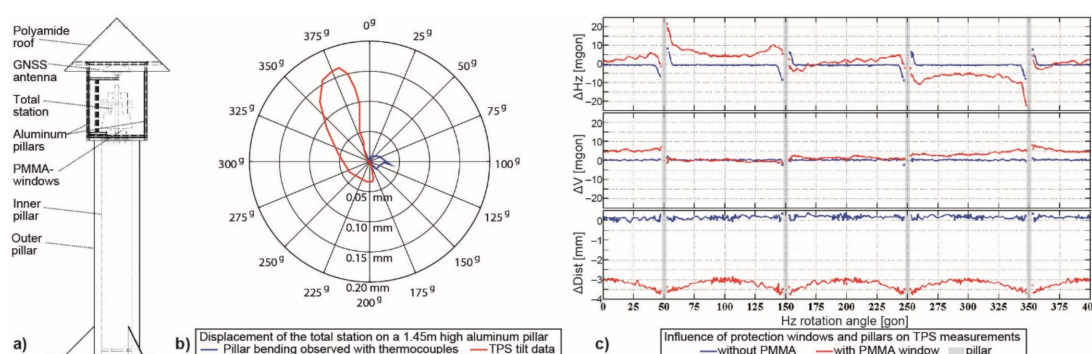 Polyamide
roof
GNSS
antenna
Total
station
Aluminum
pillars
PMMA-
windows
Inner
pillar
Outer
pillar
a)
0g
25g
50g
75g
100g
125g
150g
175g
200g
225g
250g
275g
300g
325g
350g
375g
0.05 mm
0.10 mm
0.15 mm
0.20 mm
b)
Displacement of the total station on a 1.45m high aluminum pillar
Pillar bending observed with thermocouples
TPS tilt data
c)
ΔHz [mgon]
20
10
0
−10
−20
ΔV [mgon]
10
0
−10
ΔDist [mm]
0
−1
−2
−3
−4
0 25 50 75 100 125 150 175 200 225 250 275 300 325 350 375 400
Hz rotation angle [gon]
Influence of protection windows and pillars on TPS measurements
without PMMA
with PMMA window
pillar